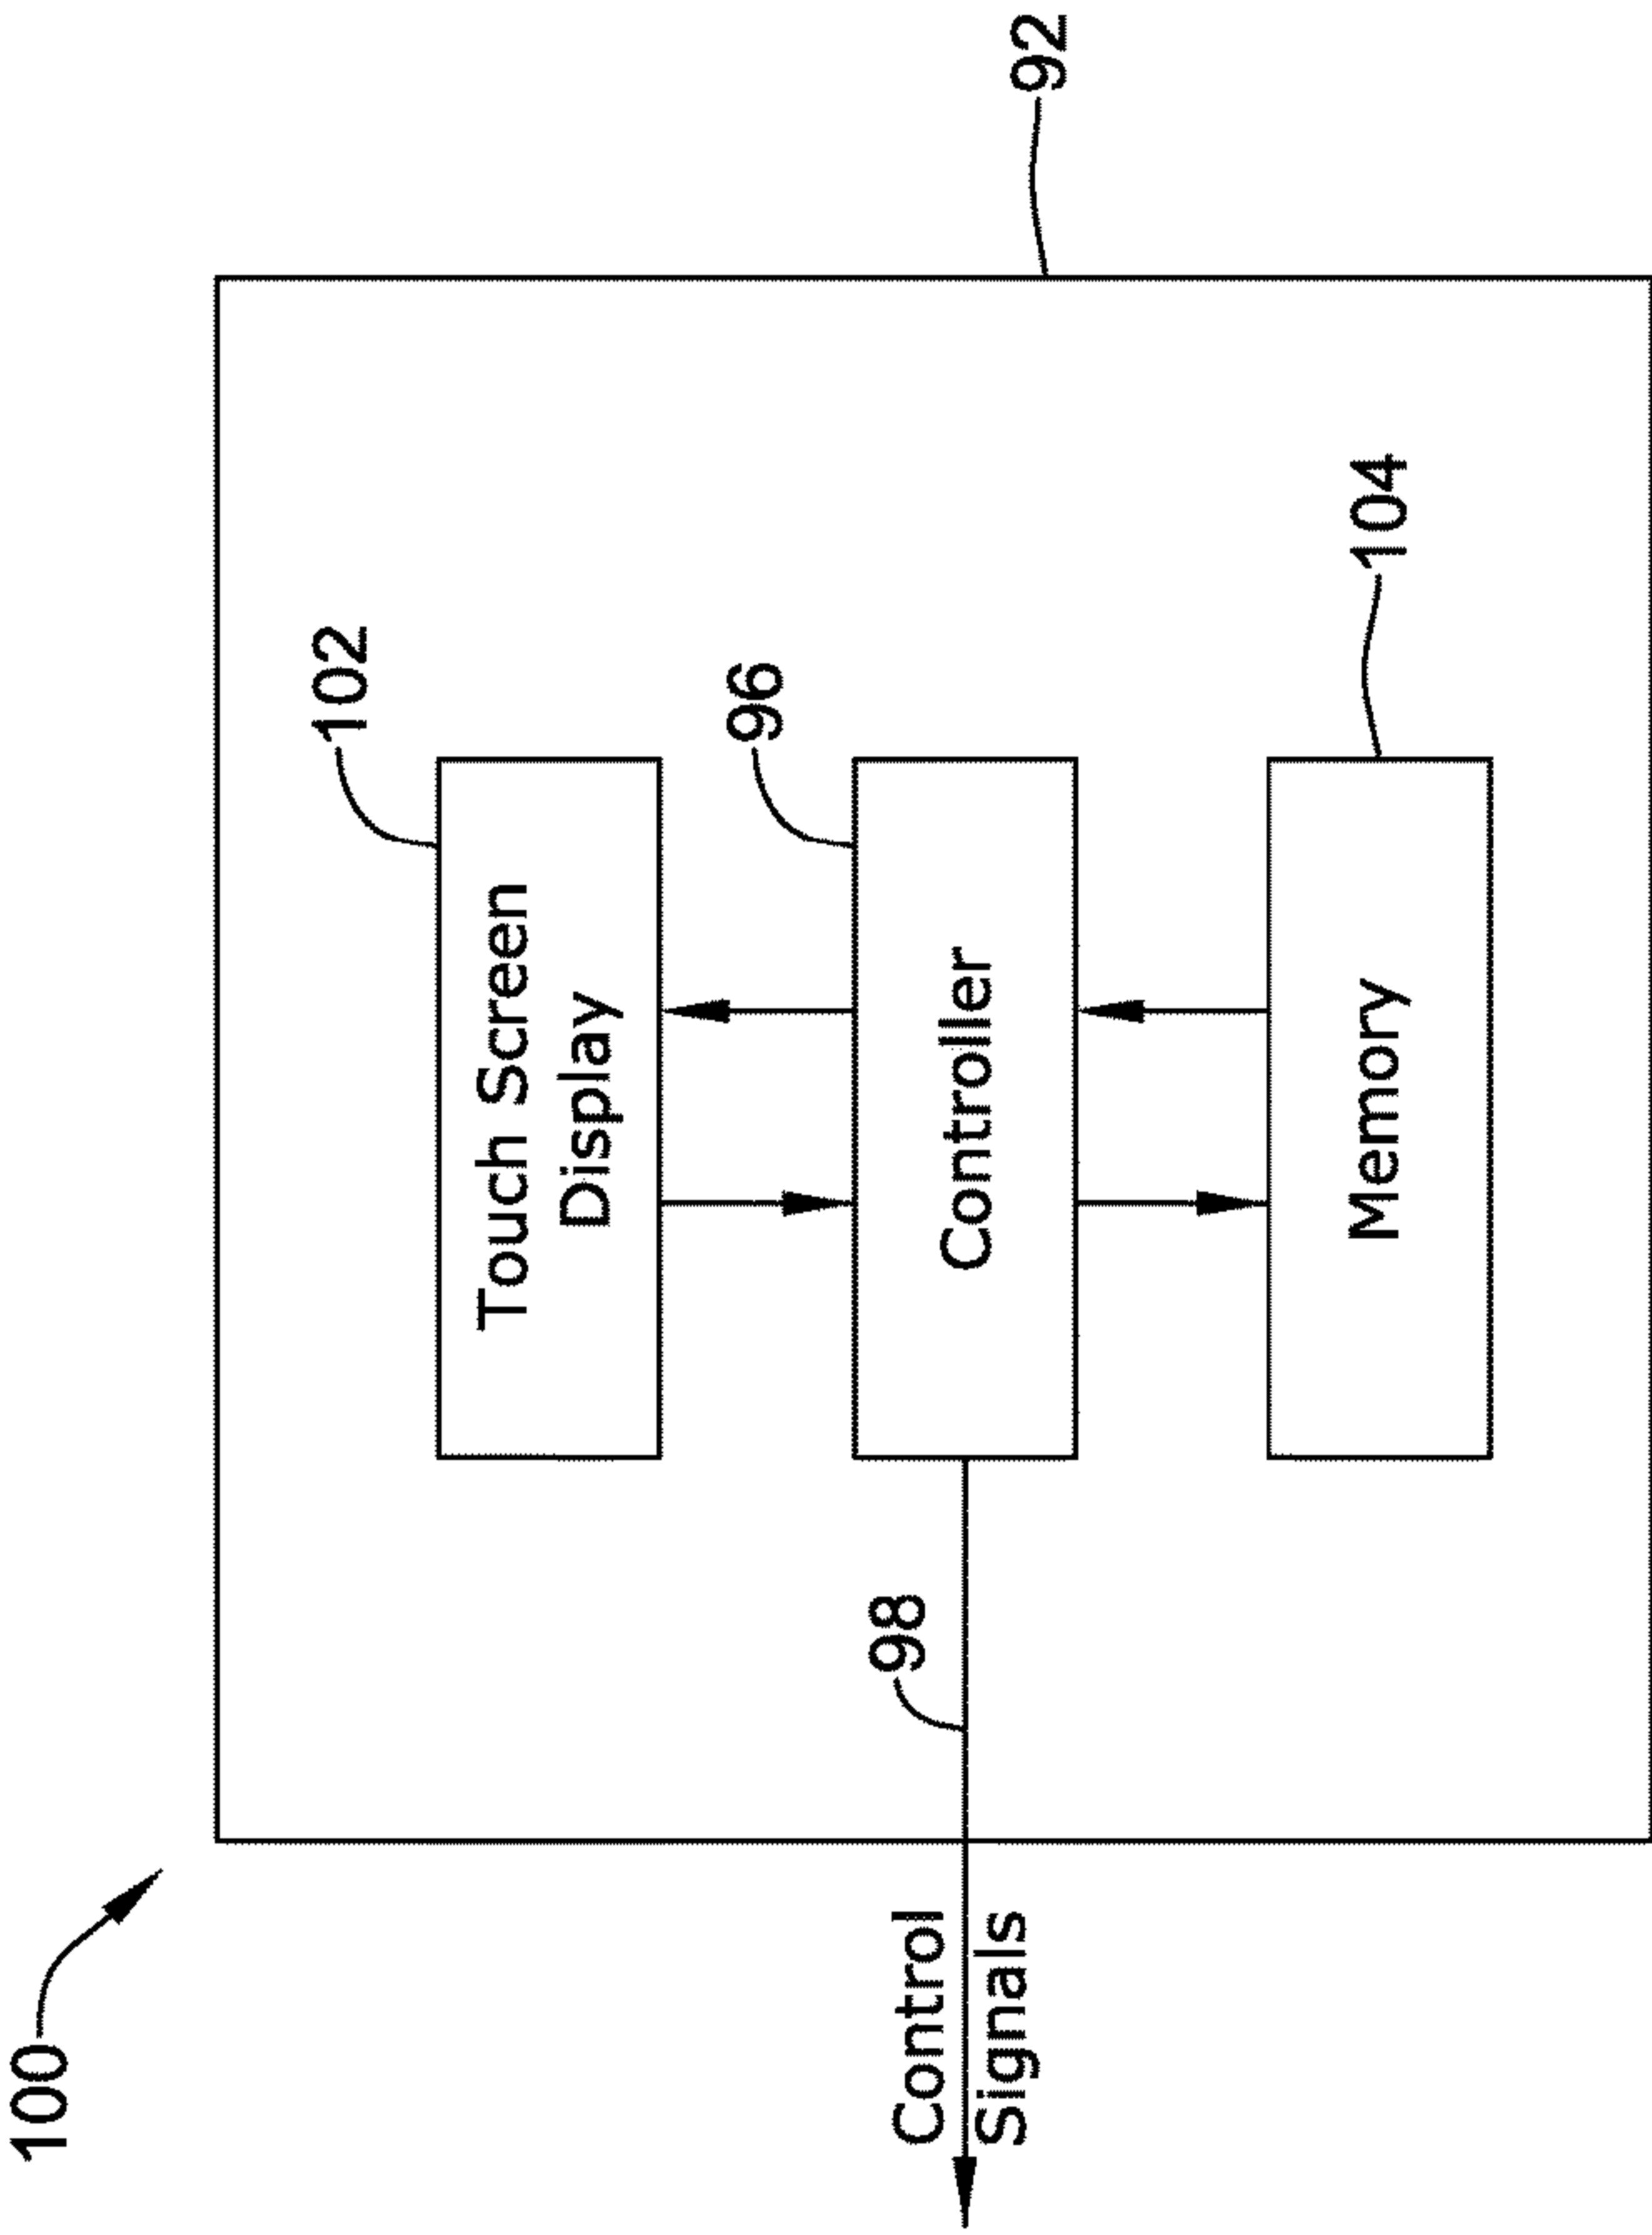 100
102
Touch Screen
Display
92
96
98
Controller
Control
Signals
104
Memory